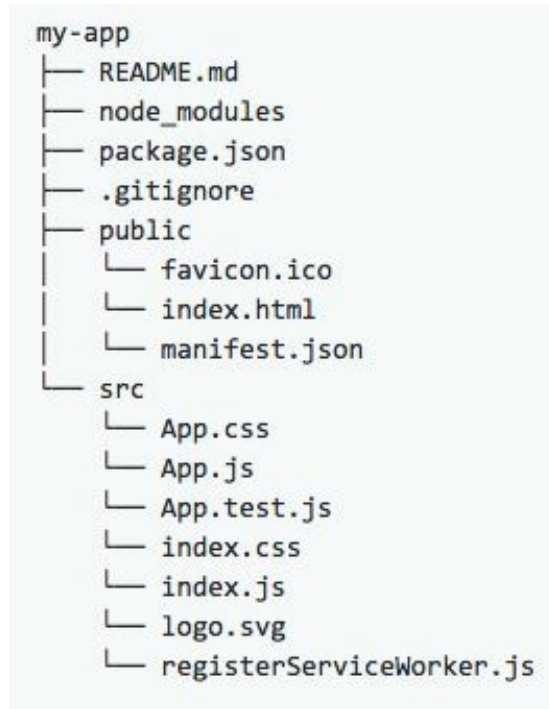 my-app
├── README.md
├── node_modules
├── package.json
├── .gitignore
├── public
│   └── favicon.ico
│   └── index.html
│   └── manifest.json
└── src
    └── App.css
    └── App.js
    └── App.test.js
    └── index.css
    └── index.js
    └── logo.svg
    └── registerServiceWorker.js